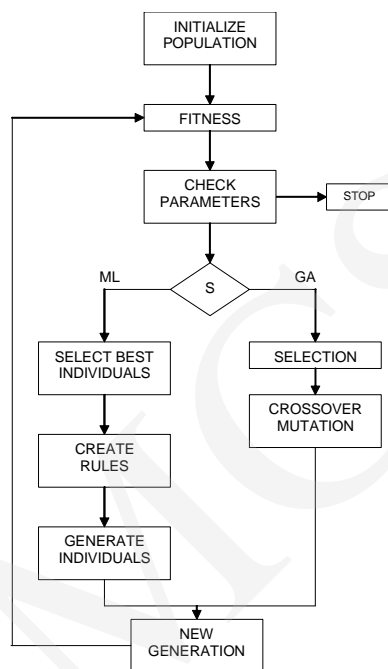 INITIALIZE
POPULATION
FITNESS
CHECK
PARAMETERS
STOP
ML
S
GA
SELECT BEST
INDIVIDUALS
SELECTION
CROSSOVER
MUTATION
CREATE
RULES
GENERATE
INDIVIDUALS
NEW
GENERATION